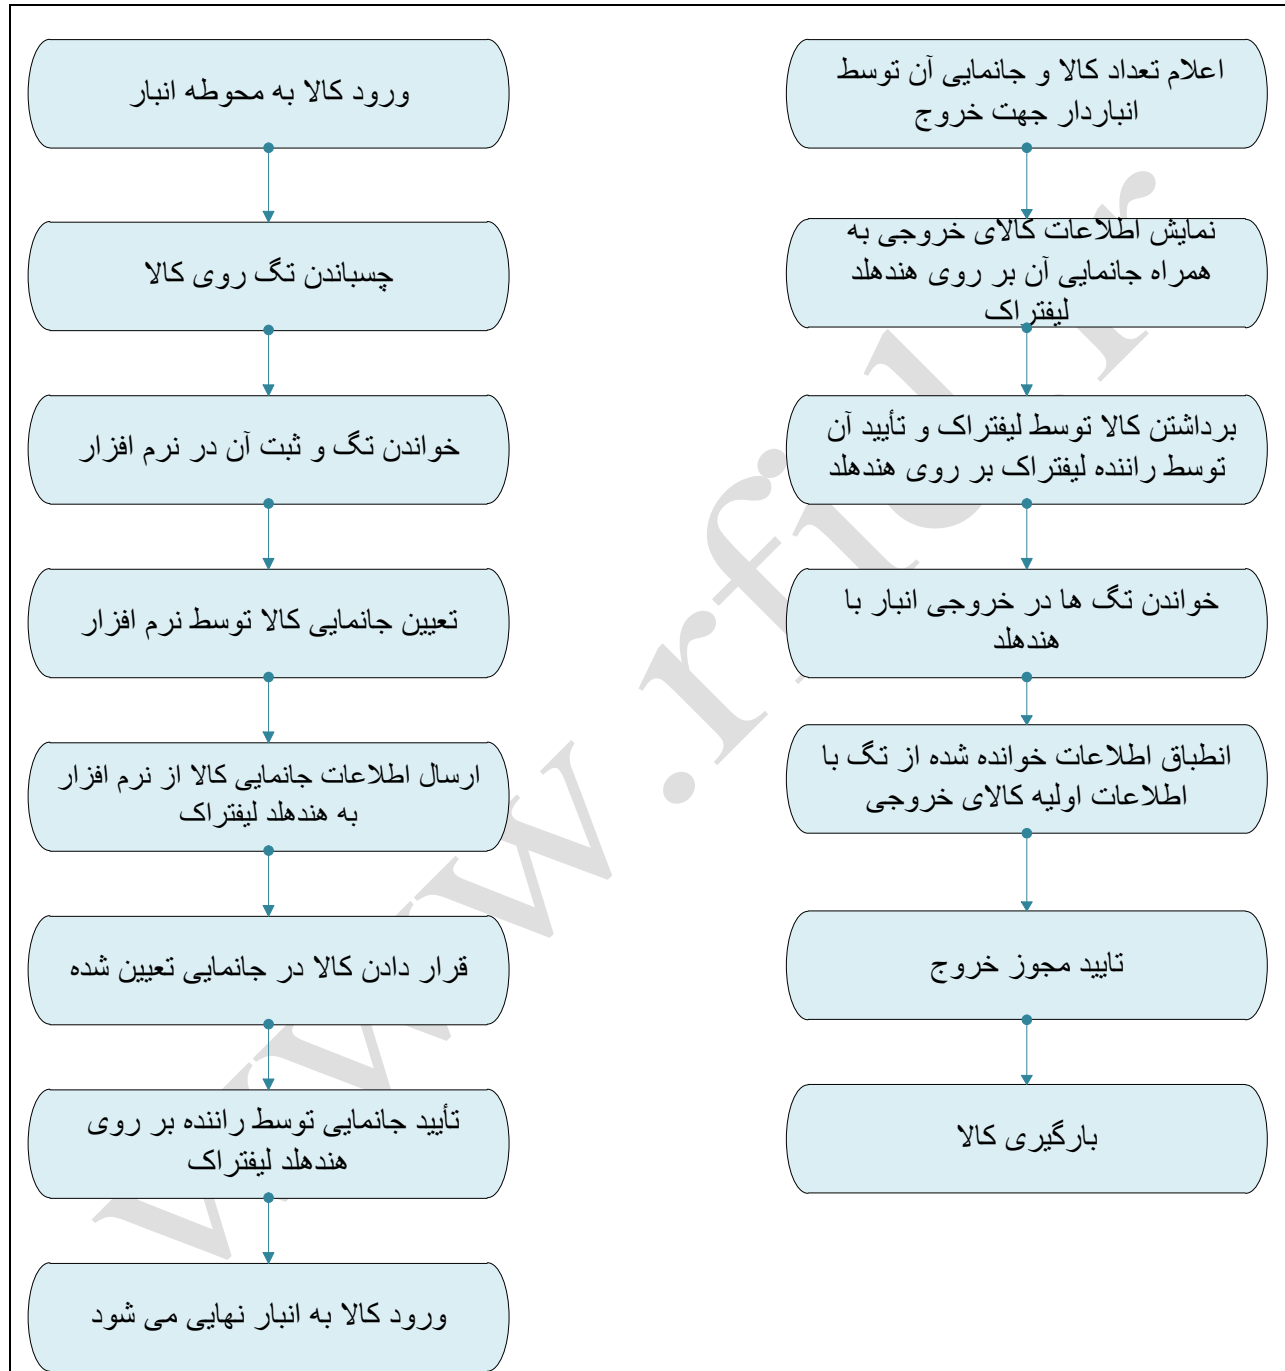 ورود کالا به محوطه انبار
چسباندن تگ روی کالا
خواندن تگ و ثبت آن در نرم افزار
تعیین جانمایی کالا توسط نرم افزار
ارسال اطلاعات جانمایی کالا از نرم افزار
به هندهلد لیفتراک
قرار دادن کالا در جانمایی تعیین شده
تأیید جانمایی توسط راننده بر روی
هندهلد لیفتراک
ورود کالا به انبار نهایی می شود
اعلام تعداد کالا و جانمایی آن توسط
انباردار جهت خروج
نمایش اطلاعات کالای خروجی به
همراه جانمایی آن بر روی هندهلد
لیفتراک
برداشتن کالا توسط لیفتراک و تأیید آن
توسط راننده لیفتراک بر روی هندهلد
خواندن تگ ها در خروجی انبار با
هندهلد
انطباق اطلاعات خوانده شده از تگ با
اطلاعات اولیه کالای خروجی
تایید مجوز خروج
بارگیری کالا
www.rfid.ir